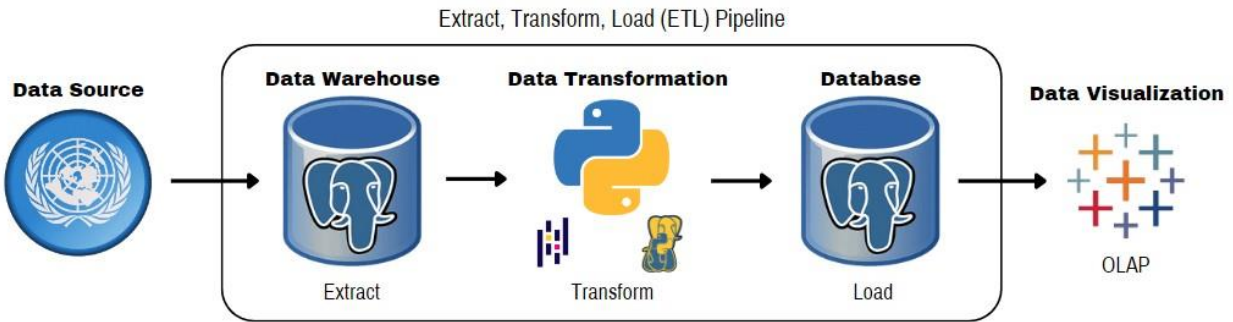 Extract, Transform, Load (ETL) Pipeline
Data Source
Data Warehouse
Data Transformation
Database
Data Visualization
Extract
Transform
Load
OLAP